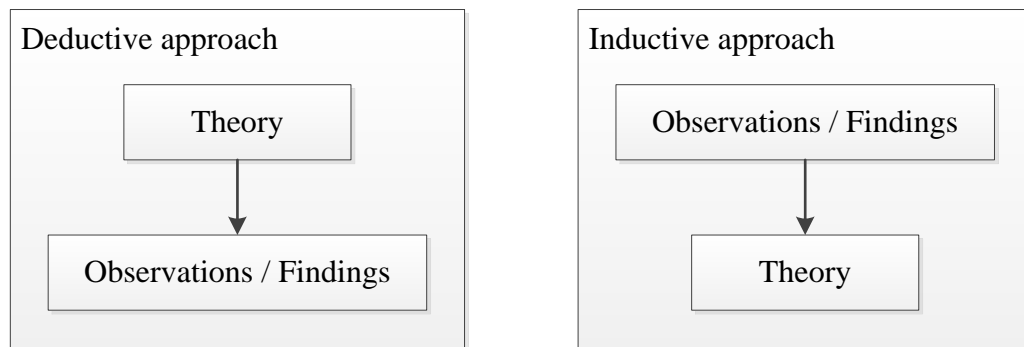 Deductive approach
Theory
Observations / Findings
Inductive approach
Observations / Findings
Theory